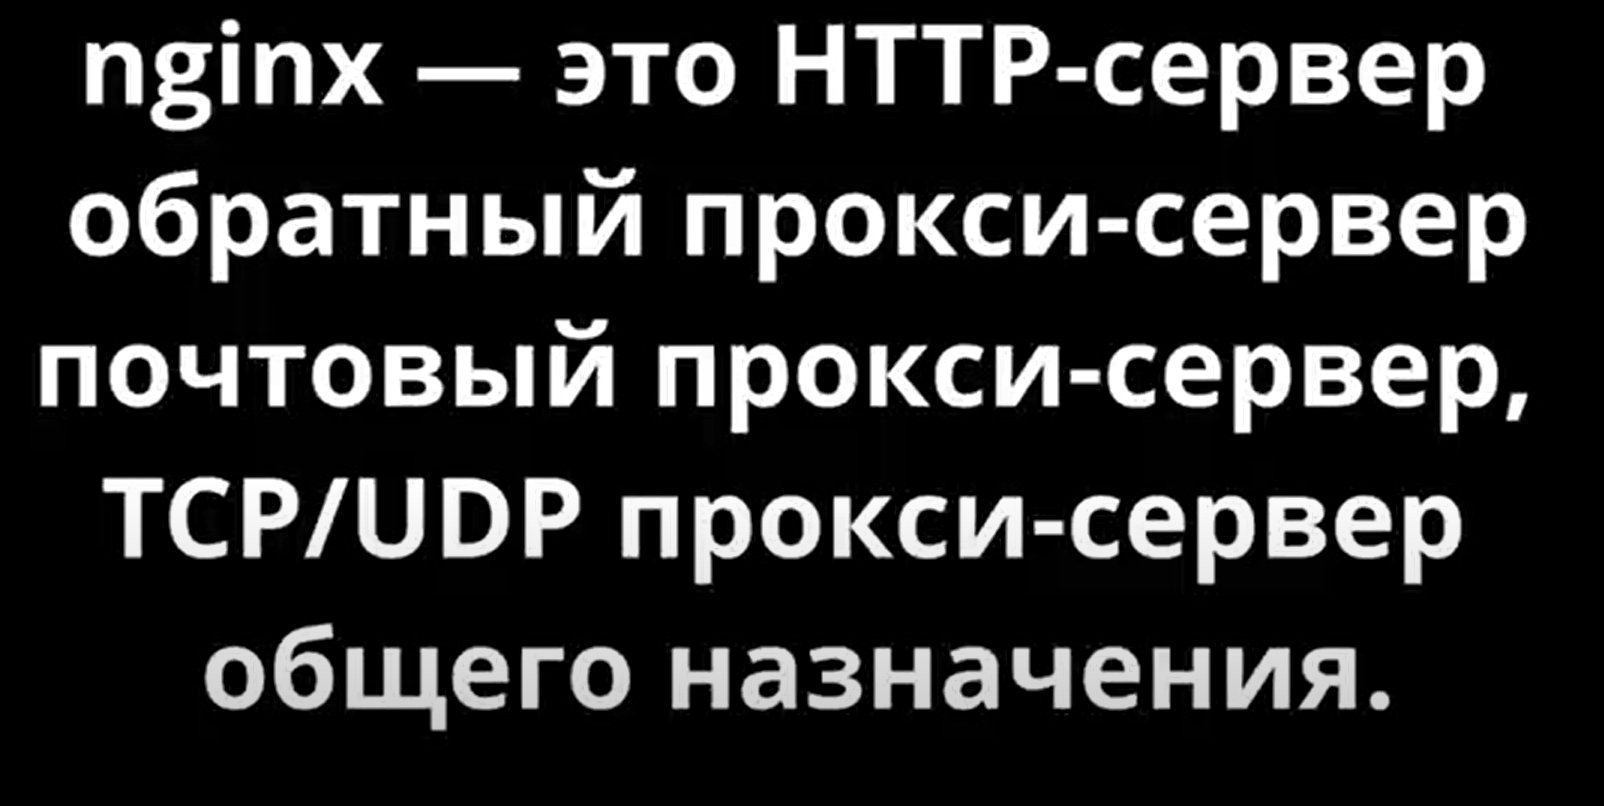 nginx — это HTTP-сервер
обратный прокси-сервер
почтовый прокси-сервер,
TCP/UDP прокси-сервер
общего назначения.